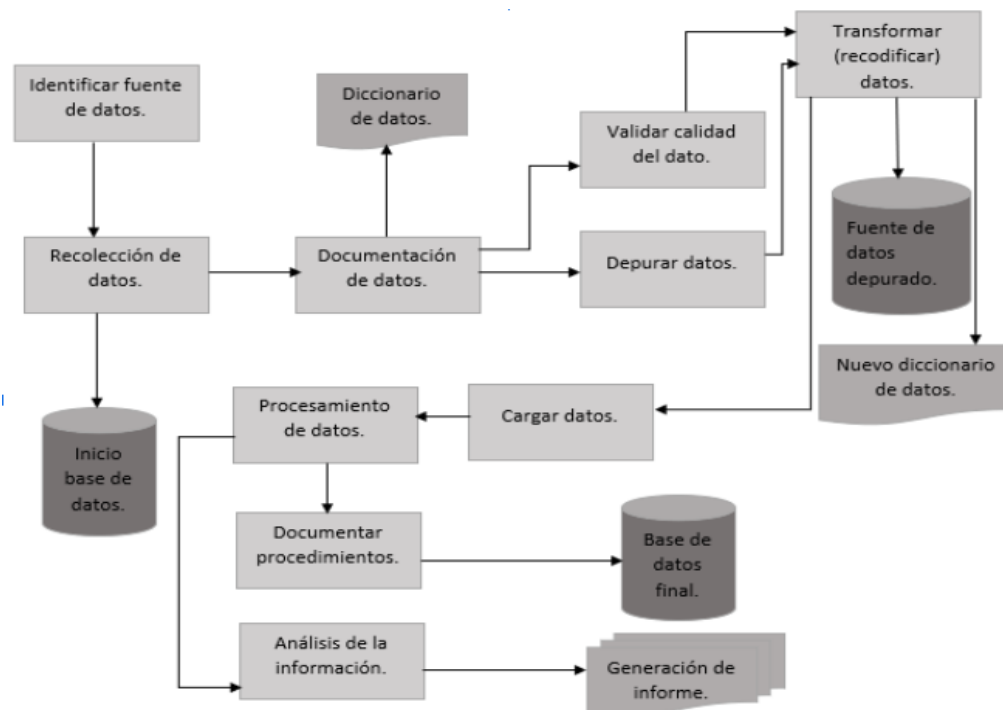 Identificar fuente
de datos.
Diccionario
de datos.
Validar calidad
del dato.
Transformar
(recodificar)
datos.
Recolección de
datos.
Documentación
de datos.
Depurar datos.
Fuente de
datos
depurado.
Nuevo diccionario
de datos.
Inicio
base de
datos.
Procesamiento
de datos.
Cargar datos.
Documentar
procedimientos.
Base de
datos
final.
Análisis de la
información.
Generación de
informe.